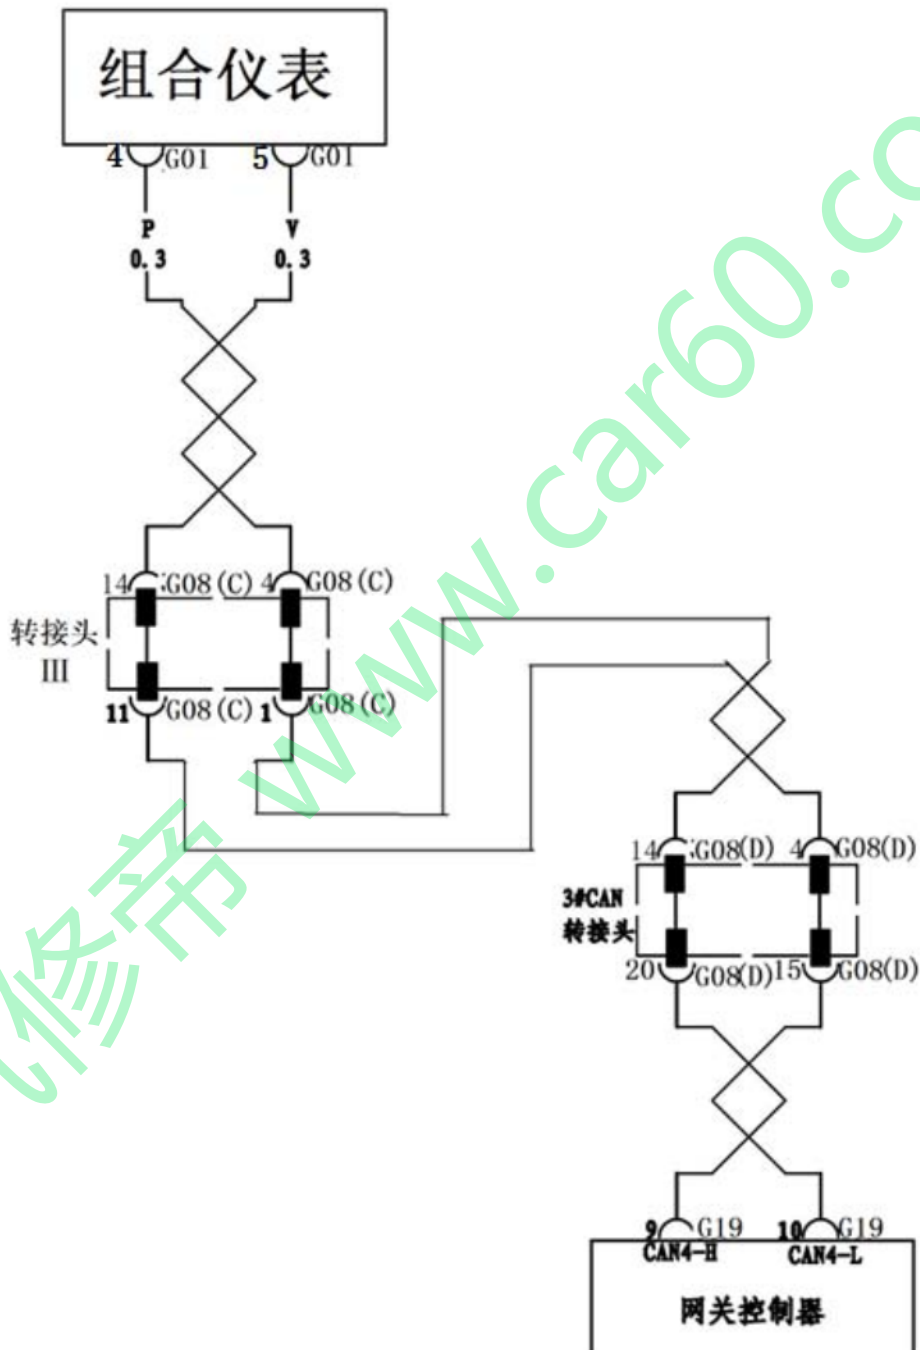 组合仪表
4 G01 5 G01
P V
0.3 0.3
14 G08(C) 4 G08(C)
转接头
III
11 G08(C) 1 G08(C)
14 G08(D) 4 G08(D)
3#CAN
转接头
20 G08(D) 15 G08(D)
9 G19 10 G19
CAN4-H CAN4-L
网关控制器
修帝 www.car60.co